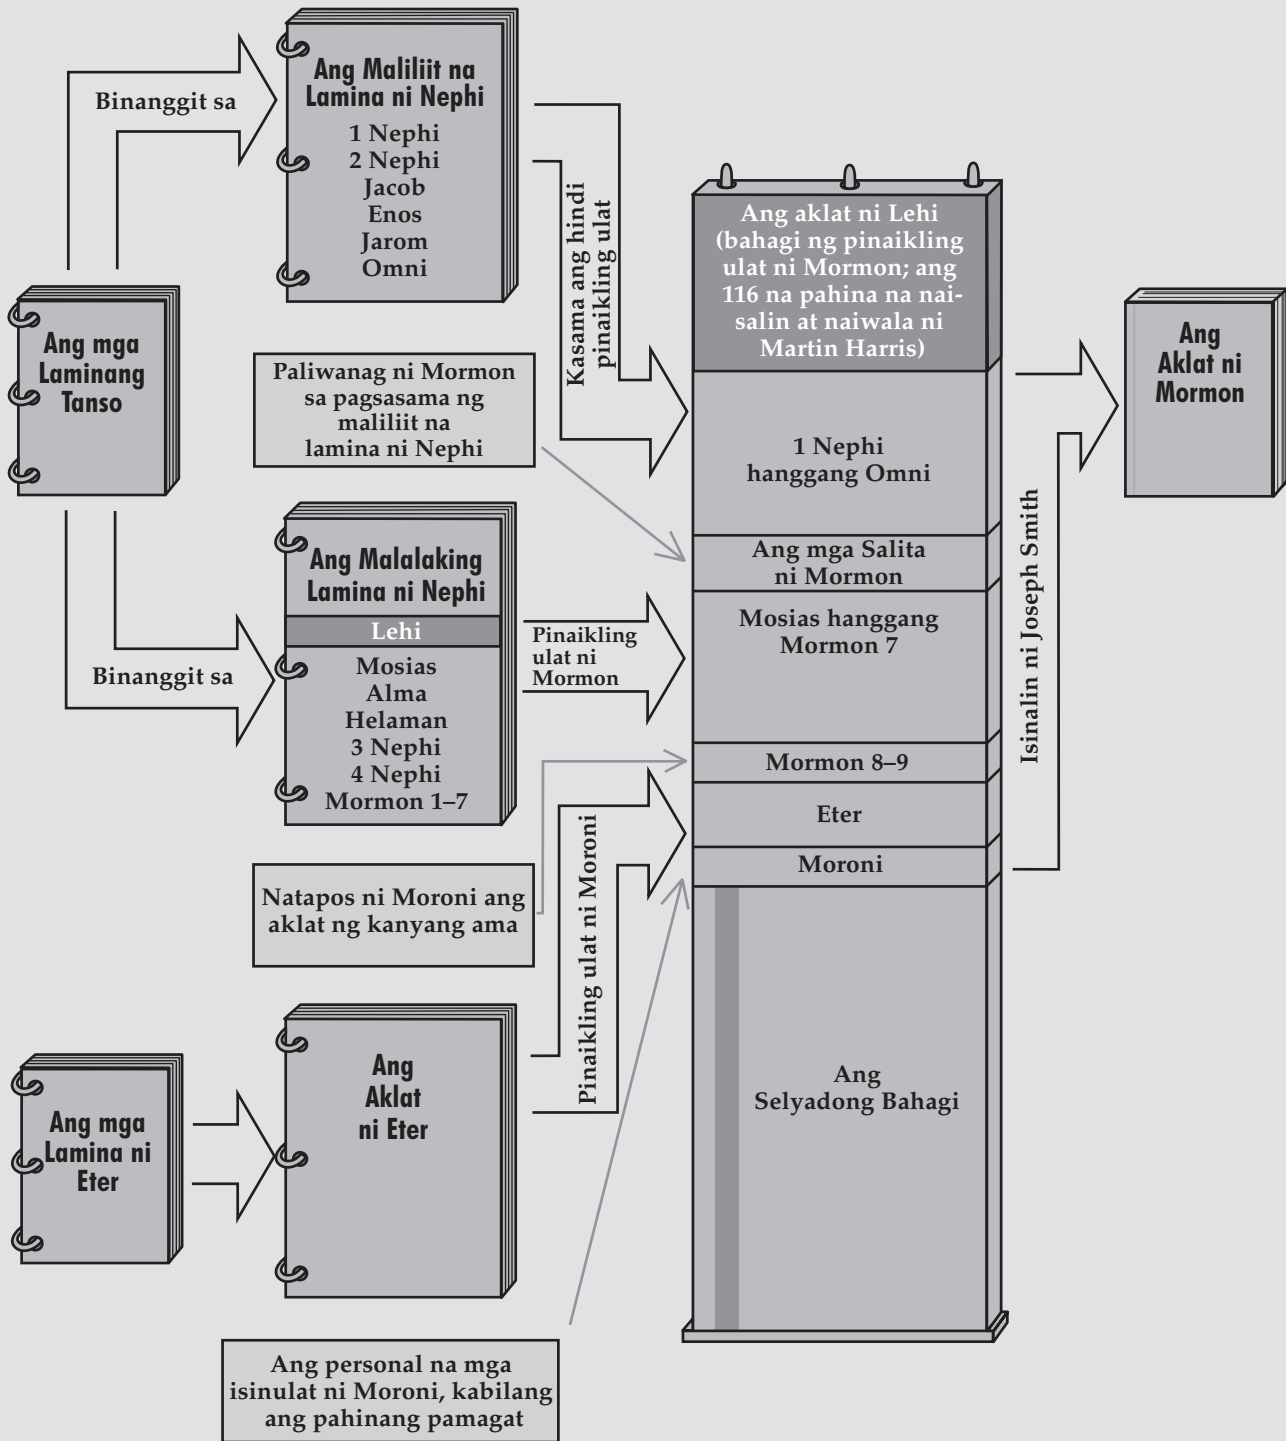 Binanggit sa
Ang Maliliit na
Lamina ni Nephi
1 Nephi
2 Nephi
Jacob
Enos
Jarom
Omni
Kasama ang hindi
pinaikling ulat
Ang aklat ni Lehi
(bahagi ng pinaikling
ulat ni Mormon; ang
116 na pahina na nai-
salin at naiwala ni
Martin Harris)
Ang
Aklat ni
Mormon
Ang mga
Laminang
Tanso
Paliwanag ni Mormon
sa pagsasama ng
maliliit na
lamina ni Nephi
1 Nephi
hanggang Omni
Ang mga Salita
ni Mormon
Isinalin ni Joseph Smith
Binanggit sa
Ang Malalaking
Lamina ni Nephi
Lehi
Mosias
Alma
Helaman
3 Nephi
4 Nephi
Mormon 1–7
Pinaikling
ulat ni
Mormon
Mosias hanggang
Mormon 7
Mormon 8–9
Eter
Moroni
Natapos ni Moroni ang
aklat ng kanyang ama
Pinaikling ulat ni Moroni
Ang mga
Lamina ni
Eter
Ang
Aklat
ni Eter
Ang
Selyadong Bahagi
Ang personal na mga
isinulat ni Moroni, kabilang
ang pahinang pamagat